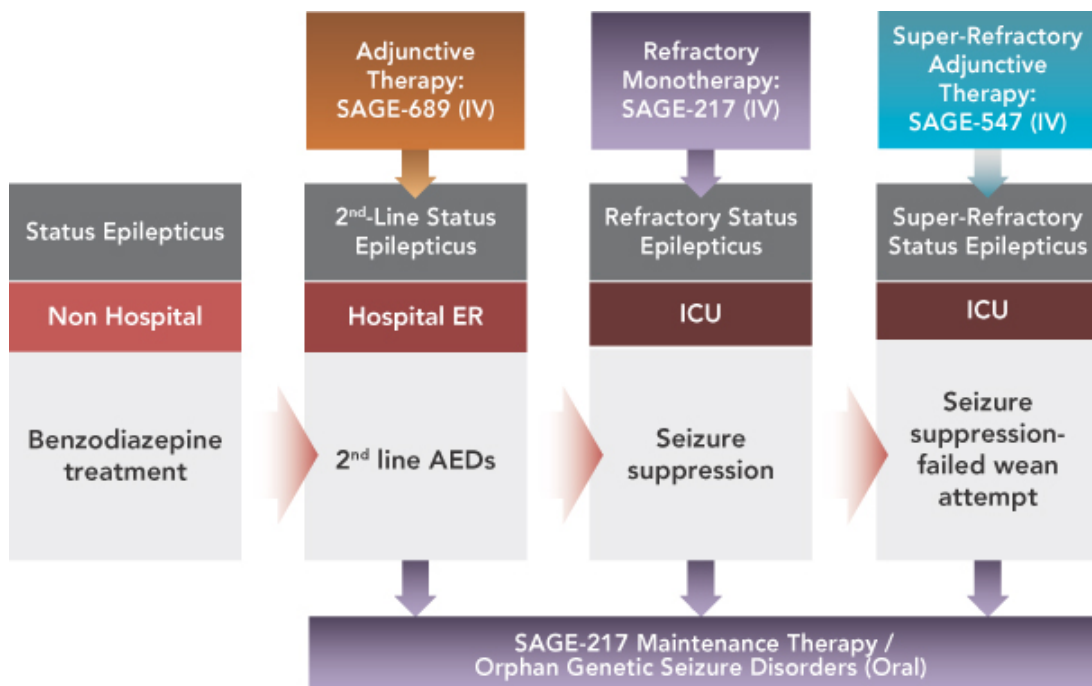 Adjunctive
Therapy:
SAGE-689 (IV)
Refractory
Monotherapy:
SAGE-217 (IV)
Super-Refractory
Adjunctive
Therapy:
SAGE-547 (IV)
Status Epilepticus
2nd-Line Status
Epilepticus
Refractory Status
Epilepticus
Super-Refractory
Status Epilepticus
Non Hospital
Hospital ER
ICU
ICU
Benzodiazepine
treatment
2nd line AEDs
Seizure
suppression
Seizure
suppression-
failed wean
attempt
SAGE-217 Maintenance Therapy /
Orphan Genetic Seizure Disorders (Oral)